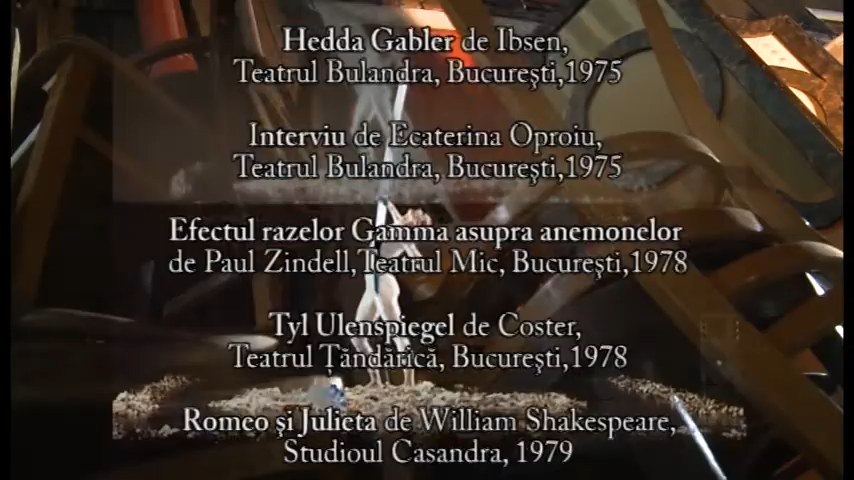 Hedda Gabler de Ibsen,
Teatrul Bulandra, Bucureşti,1975
Interviu de Ecaterina Oproiu,
Teatrul Bulandra, Bucureşti,1975
Efectul razelor Gamma asupra anemonelor
de Paul Zindell,Teatrul Mic, Bucureşti,1978
Tyl Ulenspiegel de Coster,
Teatrul Țăndărică, Bucureşti,1978
Romeo şi Julieta de William Shakespeare,
Studioul Casandra, 1979